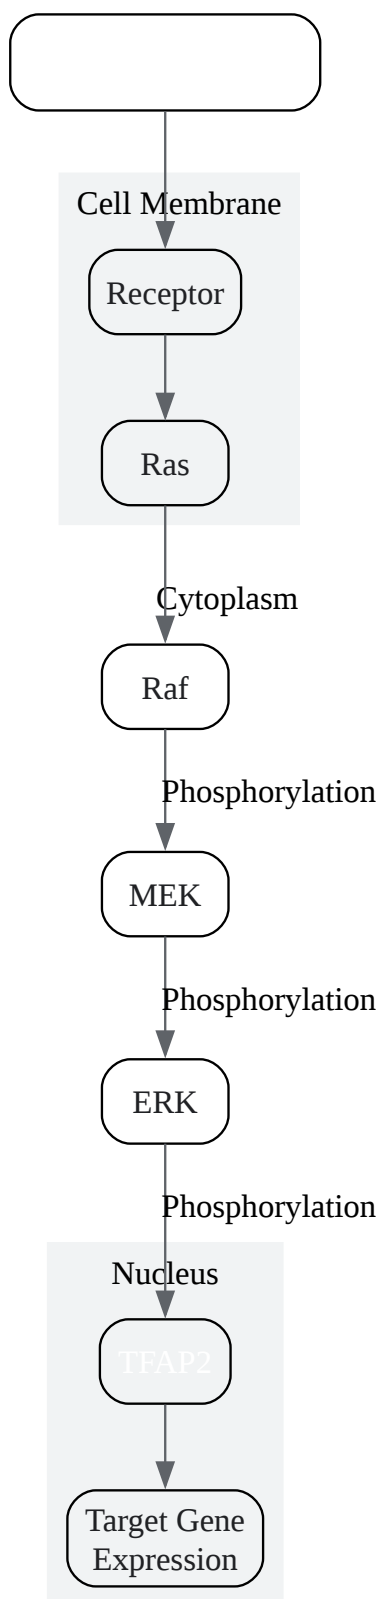 Cell Membrane
Receptor
Ras
Cytoplasm
Raf
Phosphorylation
MEK
Phosphorylation
ERK
Phosphorylation
Nucleus
TFAP2
Target Gene
Expression